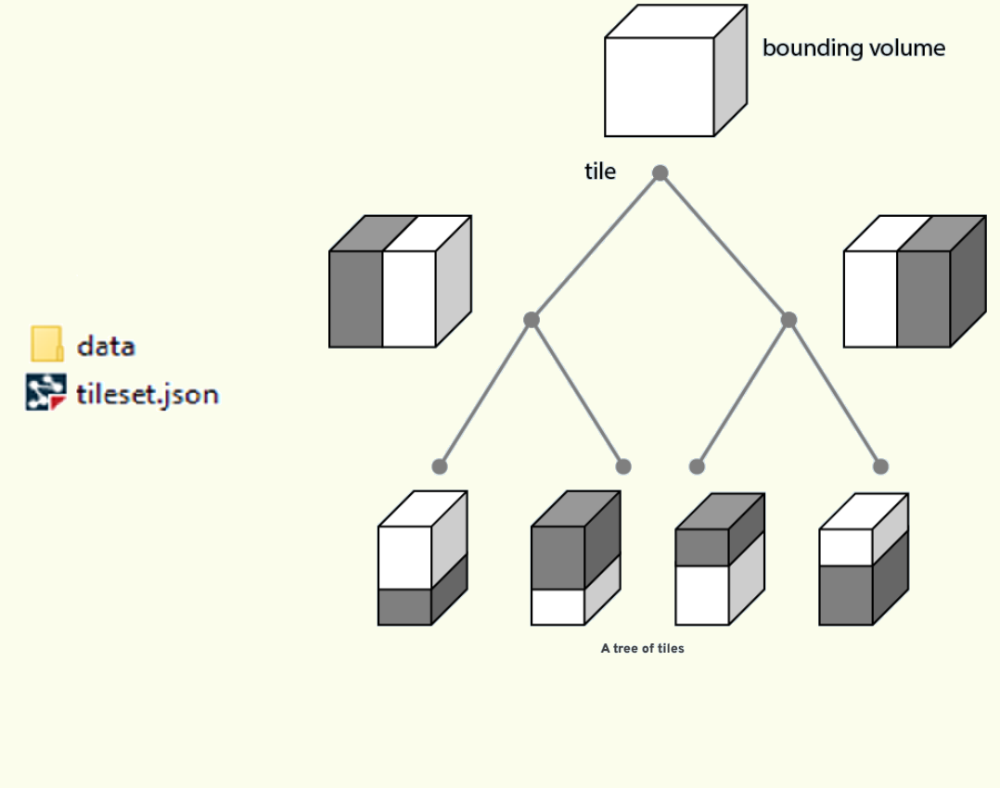 bounding volume
tile
data
tileset.json
A tree of tiles